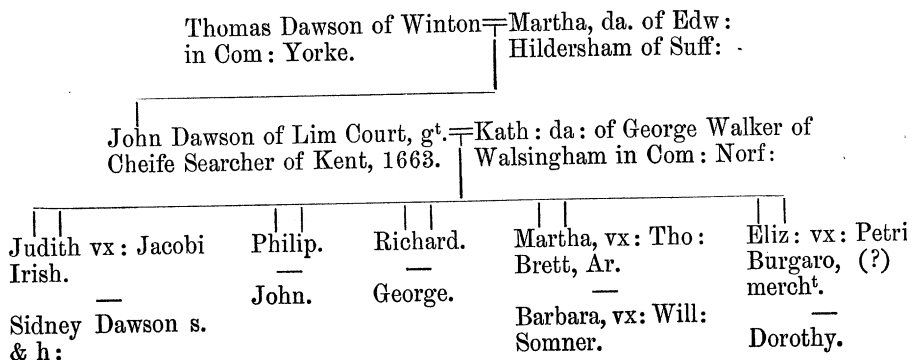 Thomas Dawson of Winton
in Com: Yorke.
Martha, da. of Edw:
Hildersham of Suff:
John Dawson of Lim Court, gᵗ.
Cheife Searcher of Kent, 1663.
Kath: da: of George Walker of
Walsingham in Com: Norf:
Judith vx: Jacobi
Irish.
Sidney Dawson s.
& h:
Philip.
John.
Richard.
George.
Martha, vx: Tho:
Brett, Ar.
Barbara, vx: Will:
Somner.
Eliz: vx: Petri
Burgaro, (?)
merchᵗ.
Dorothy.